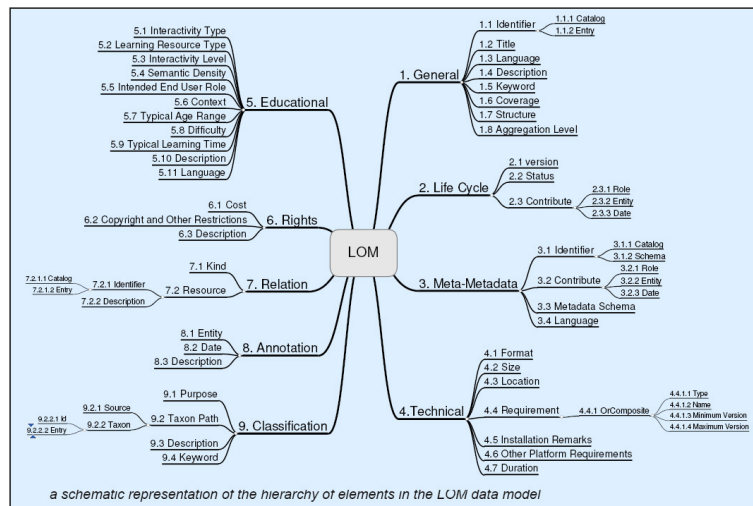 5.1 Interactivity Type
5.2 Learning Resource Type
5.3 Interactivity Level
5.4 Semantic Density
5.5 Intended End User Role
5.6 Context
5.7 Typical Age Range
5.8 Difficulty
5.9 Typical Learning Time
5.10 Description
5.11 Language
5. Educational
6.1 Cost
6.2 Copyright and Other Restrictions
6.3 Description
6. Rights
7.1 Kind
7.2.1.1 Catalog
7.2.1.2 Entry
7.2.1 Identifier
7.2.2 Description
7.2 Resource
7. Relation
8.1 Entity
8.2 Date
8.3 Description
8. Annotation
9.1 Purpose
9.2.1 Source
9.2.2.1 Id
9.2.2.2 Entry
9.2.2 Taxon
9.2 Taxon Path
9.3 Description
9.4 Keyword
9. Classification
LOM
1. General
1.1 Identifier
1.1.1 Catalog
1.1.2 Entry
1.2 Title
1.3 Language
1.4 Description
1.5 Keyword
1.6 Coverage
1.7 Structure
1.8 Aggregation Level
2. Life Cycle
2.1 version
2.2 Status
2.3 Contribute
2.3.1 Role
2.3.2 Entity
2.3.3 Date
3. Meta-Metadata
3.1 Identifier
3.1.1 Catalog
3.1.2 Schema
3.2 Contribute
3.2.1 Role
3.2.2 Entity
3.2.3 Date
3.3 Metadata Schema
3.4 Language
4.Technical
4.1 Format
4.2 Size
4.3 Location
4.4 Requirement
4.4.1 OrComposite
4.4.1.1 Type
4.4.1.2 Name
4.4.1.3 Minimum Version
4.4.1.4 Maximum Version
4.5 Installation Remarks
4.6 Other Platform Requirements
4.7 Duration
a schematic representation of the hierarchy of elements in the LOM data model